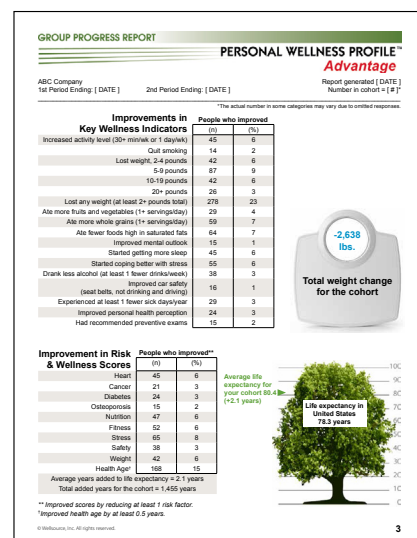 GROUP PROGRESS REPORT
PERSONAL WELLNESS PROFILE™
Advantage
ABC Company
Report generated [ DATE ]
1st Period Ending: [ DATE ] 2nd Period Ending: [ DATE ]
Number in cohort = [ # ]*
*The actual number in some categories may vary due to omitted responses.
Improvements in
Key Wellness Indicators
People who improved
(n) (%)
Increased activity level (30+ min/wk or 1 day/wk) 45 6
Quit smoking 14 2
Lost weight, 2-4 pounds 42 6
5-9 pounds 87 9
10-19 pounds 42 6
20+ pounds 26 3
Lost any weight (at least 2+ pounds total) 278 23
Ate more fruits and vegetables (1+ servings/day) 29 4
Ate more whole grains (1+ servings/day) 59 7
Ate fewer foods high in saturated fats 64 7
Improved mental outlook 15 1
Started getting more sleep 45 6
Started coping better with stress 55 6
Drank less alcohol (at least 1 fewer drinks/week) 38 3
Improved car safety
(seat belts, not drinking and driving) 16 1
Experienced at least 1 fewer sick days/year 29 3
Improved personal health perception 24 3
Had recommended preventive exams 15 2
-2,638
lbs.
Total weight change
for the cohort
Improvement in Risk
& Wellness Scores
People who improved**
(n) (%)
Heart 45 6
Cancer 21 3
Diabetes 24 3
Osteoporosis 15 2
Nutrition 47 6
Fitness 52 6
Stress 65 8
Safety 38 3
Weight 42 6
Health Age† 168 15
Average years added to life expectancy = 2.1 years
Total added years for the cohort = 1,455 years
** Improved scores by reducing at least 1 risk factor.
†Improved health age by at least 0.5 years.
Average life
expectancy for
your cohort 80.4
(+2.1 years)
Life expectancy in
United States
78.3 years
100
90
80
70
60
50
40
30
20
10
0
© Wellsource, Inc. All rights reserved.
3